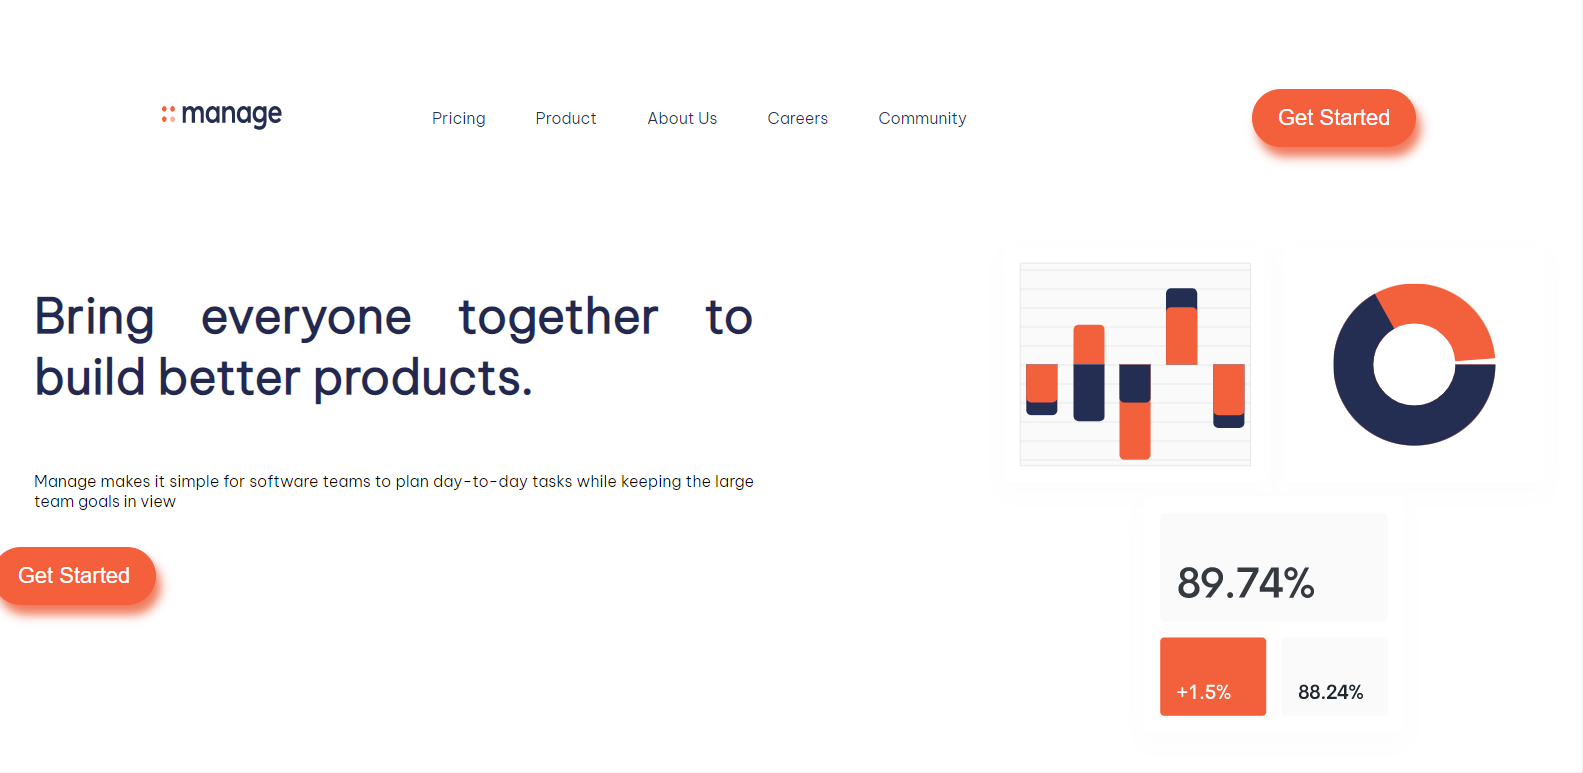 manage
Pricing
Product
About Us
Careers
Community
Get Started
Bring everyone together to
build better products.
Manage makes it simple for software teams to plan day-to-day tasks while keeping the large
team goals in view
Get Started
89.74%
+1.5%
88.24%